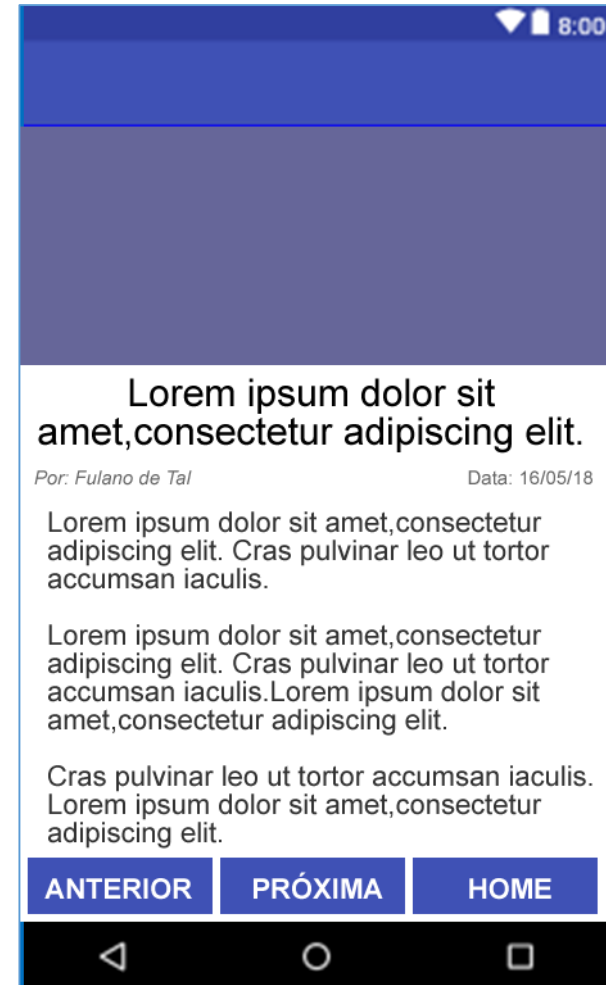 8:00
Lorem ipsum dolor sit
amet,consectetur adipiscing elit.
Por: Fulano de Tal Data: 16/05/18
Lorem ipsum dolor sit amet,consectetur
adipiscing elit. Cras pulvinar leo ut tortor
accumsan iaculis.
Lorem ipsum dolor sit amet,consectetur
adipiscing elit. Cras pulvinar leo ut tortor
accumsan iaculis.Lorem ipsum dolor sit
amet,consectetur adipiscing elit.
Cras pulvinar leo ut tortor accumsan iaculis.
Lorem ipsum dolor sit amet,consectetur
adipiscing elit.
ANTERIOR PRÓXIMA HOME